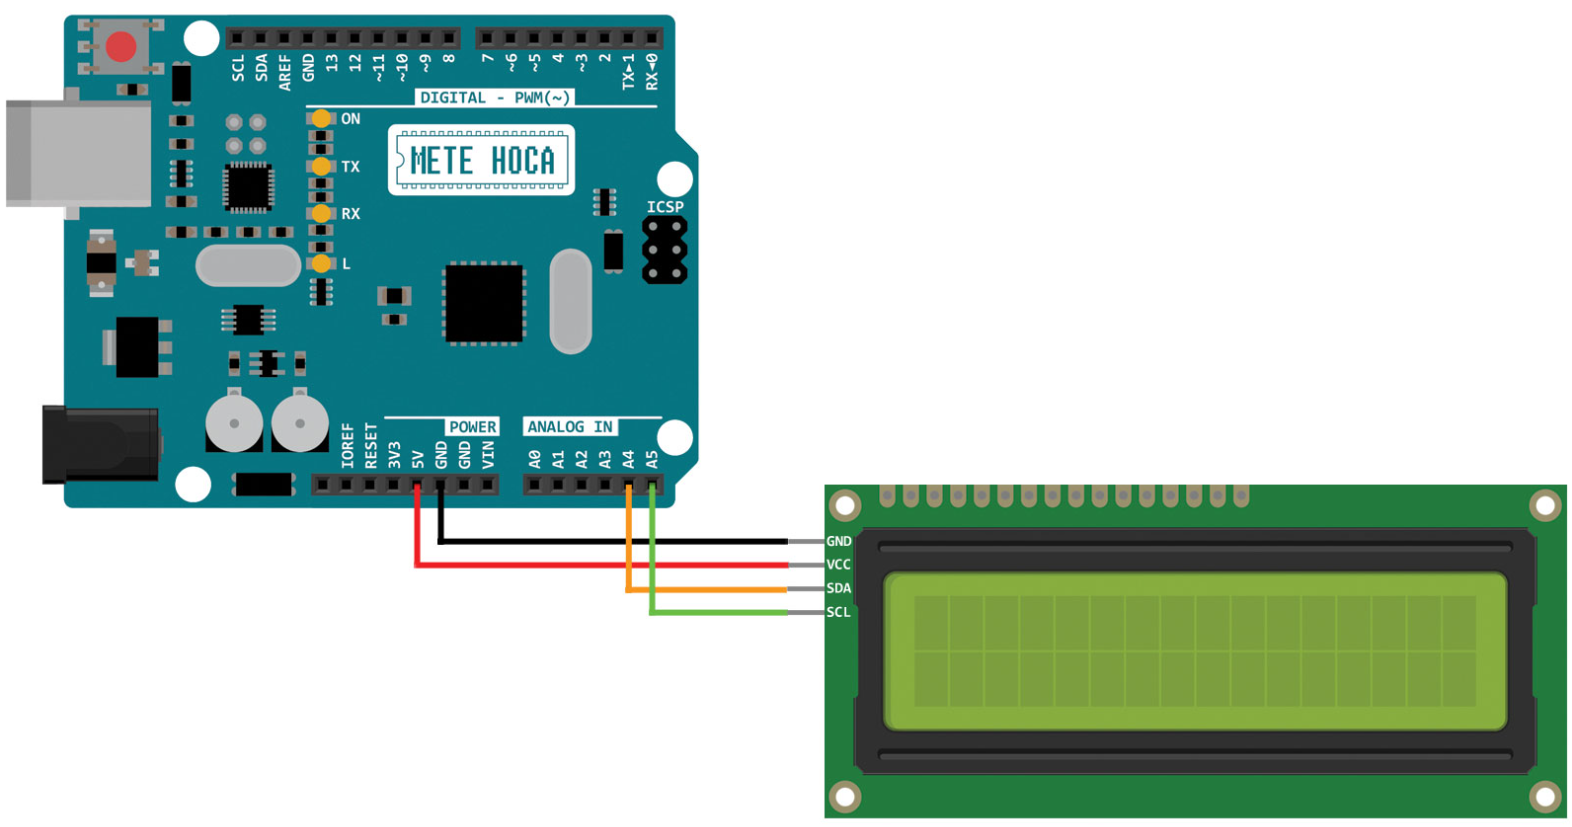 SCL SDA AREF GND 13 12 ~11 ~10 ~9 8 7 ~6 ~5 4 ~3 2 TX▸1 RX◂0
DIGITAL - PWM(~)
ON
METE HOCA
TX
RX
ICSP
L
POWER
ANALOG IN
IOREF RESET 3V3 5V GND GND VIN A0 A1 A2 A3 A4 A5
GND
VCC
SDA
SCL